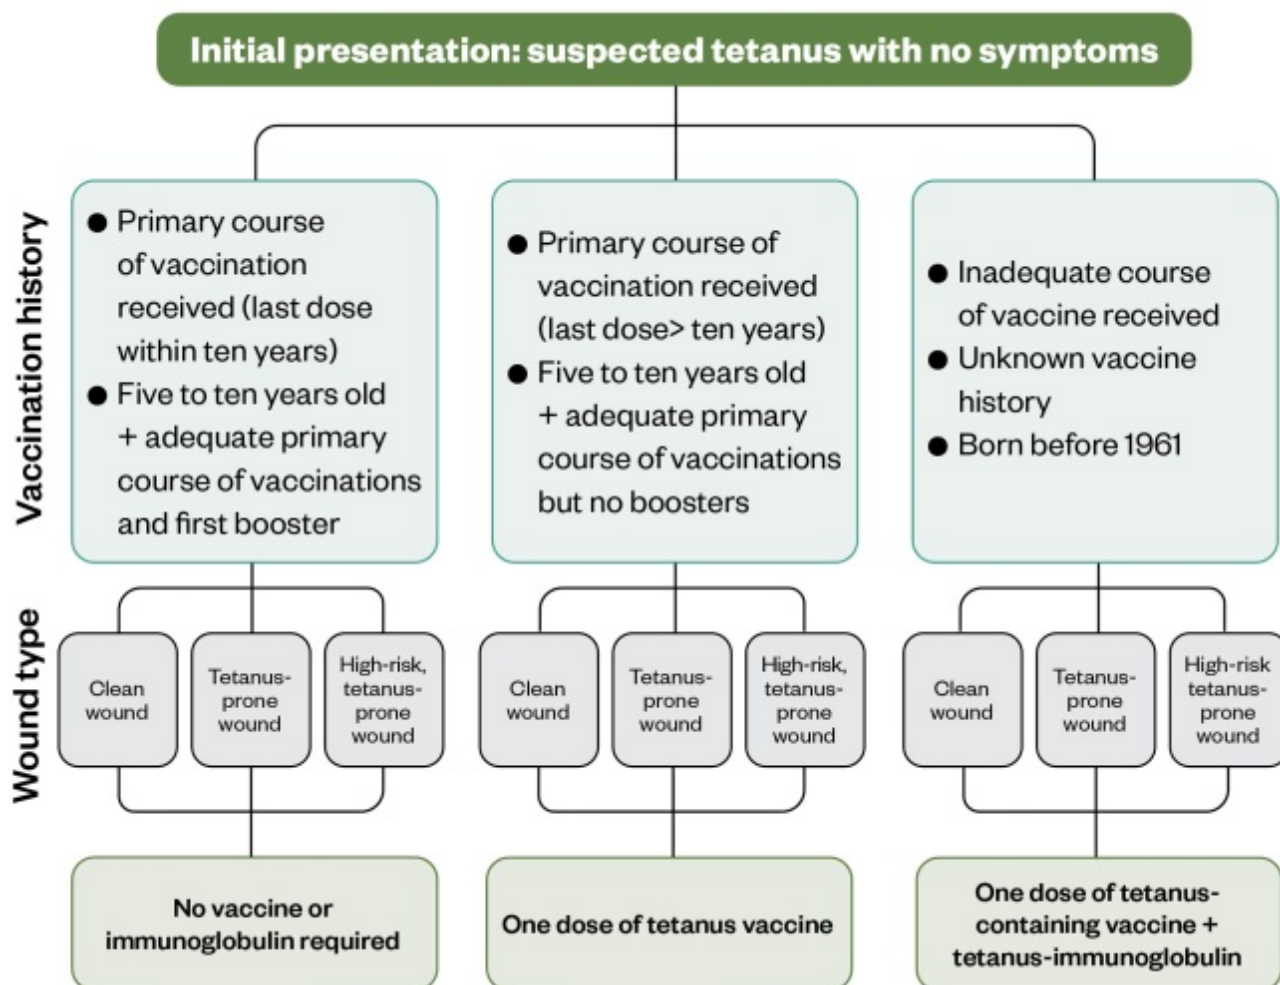 Initial presentation: suspected tetanus with no symptoms
Vaccination history
● Primary course
of vaccination
received (last dose
within ten years)
● Five to ten years old
+ adequate primary
course of vaccinations
and first booster
● Primary course of
vaccination received
(last dose> ten years)
● Five to ten years old
+ adequate primary
course of vaccinations
but no boosters
● Inadequate course
of vaccine received
● Unknown vaccine
history
● Born before 1961
Wound type
Clean
wound
Tetanus-
prone
wound
High-risk,
tetanus-
prone
wound
Clean
wound
Tetanus-
prone
wound
High-risk,
tetanus-
prone
wound
Clean
wound
Tetanus-
prone
wound
High-risk
tetanus-
prone
wound
No vaccine or
immunoglobulin required
One dose of tetanus vaccine
One dose of tetanus-
containing vaccine +
tetanus-immunoglobulin